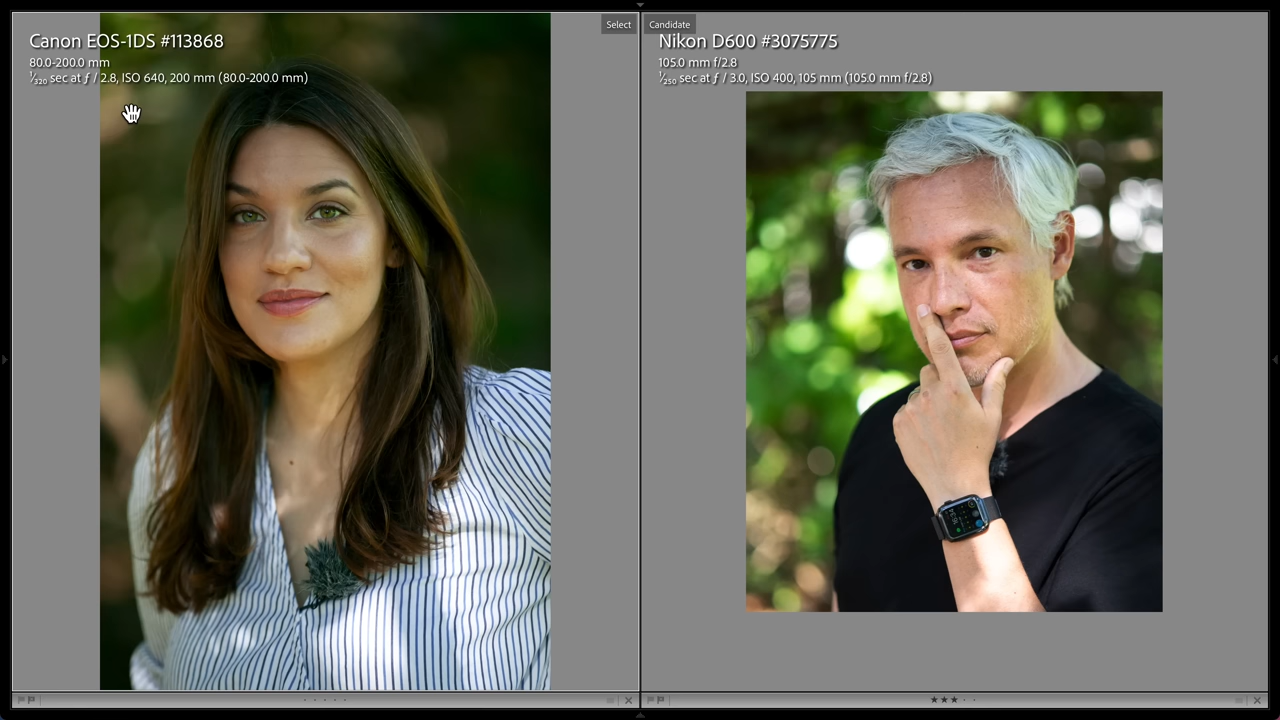 Select
Canon EOS-1DS #113868
80.0-200.0 mm
1/320 sec at ƒ / 2.8, ISO 640, 200 mm (80.0-200.0 mm)
Candidate
Nikon D600 #3075775
105.0 mm f/2.8
1/250 sec at ƒ / 3.0, ISO 400, 105 mm (105.0 mm f/2.8)